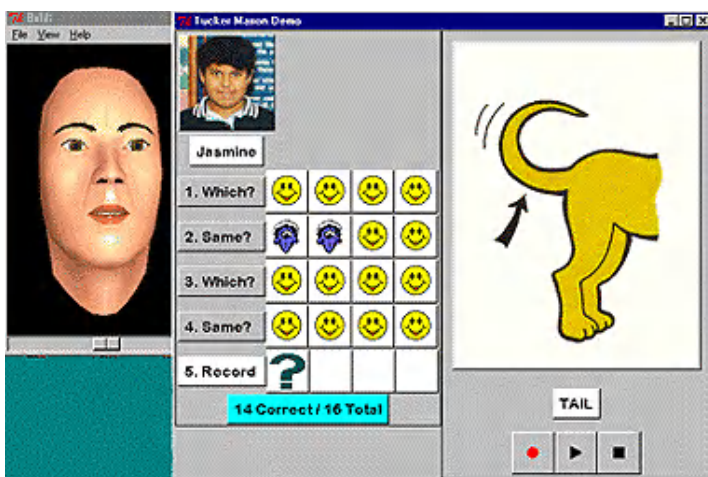 Baldi
File View Help
Tucker Maxon Demo
Jasmine
1. Which?
2. Same?
3. Which?
4. Same?
5. Record
?
14 Correct / 16 Total
TAIL